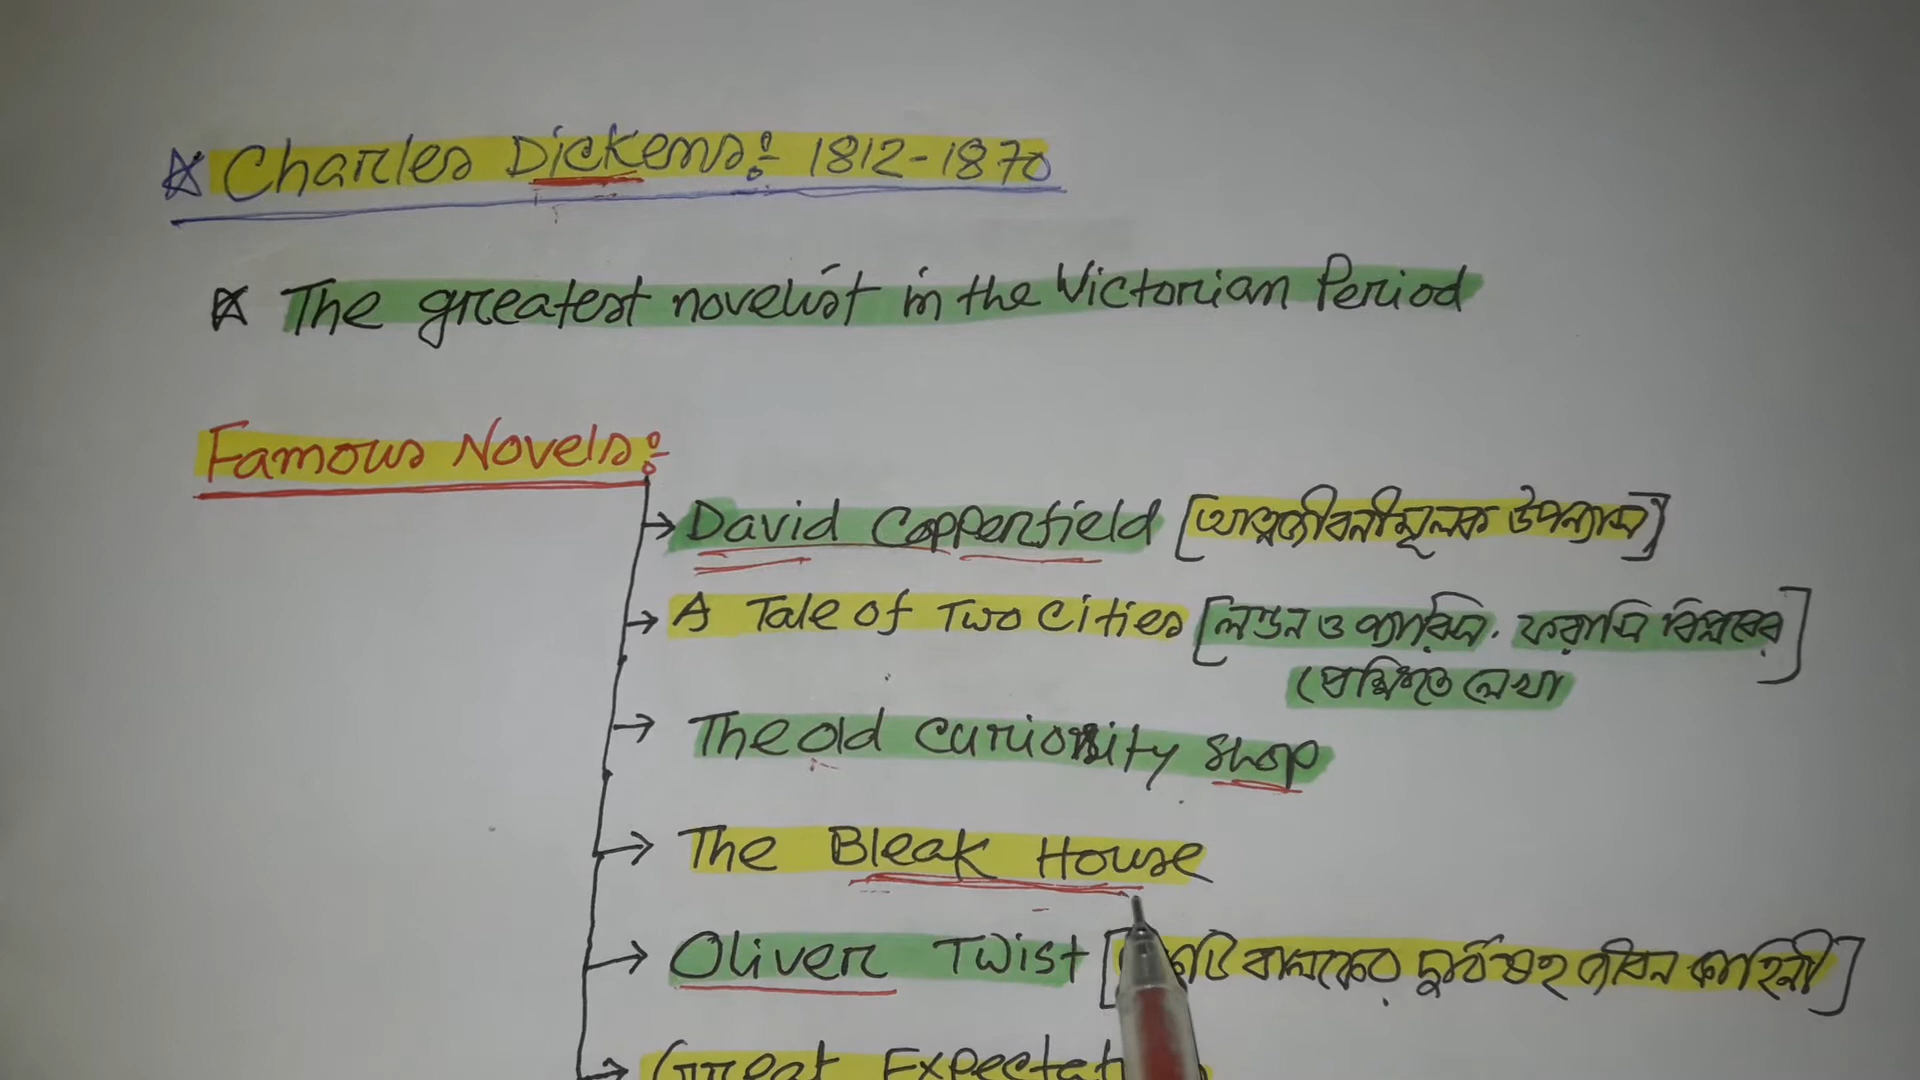 Charles Dickens:- 1812-1870
The greatest novelist in the Victorian Period
Famous Novels:-
David Copperfield [আত্মজীবনীমূলক উপন্যাস]
A Tale of Two Cities [লন্ডন ও প্যারিস. ফরাসি বিপ্লবের
প্রেক্ষিতে লেখা]
The old curiosity shop
The Bleak House
Oliver Twist [বালকের দুর্বিষহ জীবন কাহিনী]
Great